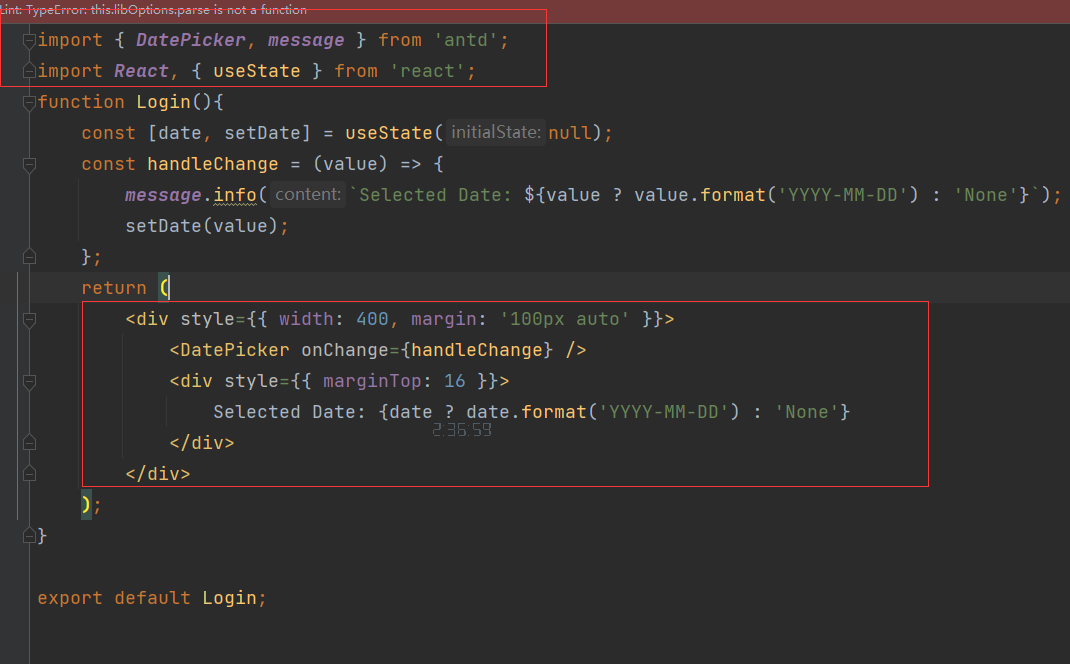 Lint: TypeError: this.libOptions.parse is not a function
import { DatePicker, message } from 'antd';
import React, { useState } from 'react';
function Login(){
    const [date, setDate] = useState( initialState: null);
    const handleChange = (value) => {
        message.info( content: `Selected Date: ${value ? value.format('YYYY-MM-DD') : 'None'}`);
        setDate(value);
    };
    return (
        <div style={{ width: 400, margin: '100px auto' }}>
            <DatePicker onChange={handleChange} />
            <div style={{ marginTop: 16 }}>
                Selected Date: {date ? date.format('YYYY-MM-DD') : 'None'}
2:36:59
            </div>
        </div>
    );
}
export default Login;